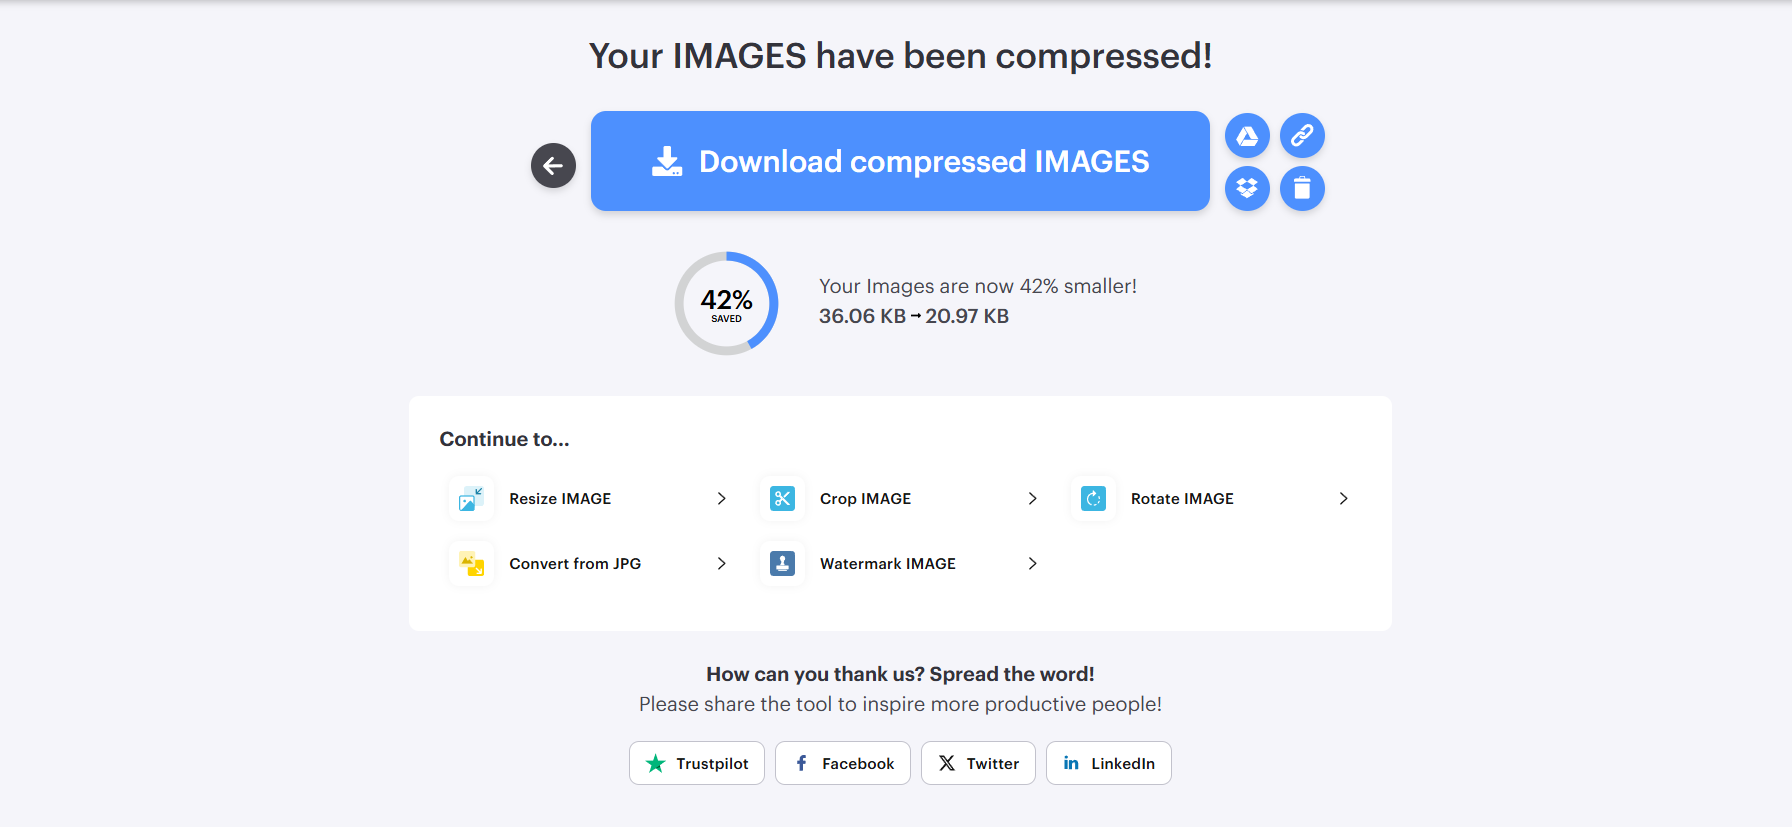 Your IMAGES have been compressed!
Download compressed IMAGES
42%
SAVED
Your Images are now 42% smaller!
36.06 KB → 20.97 KB
Continue to...
Resize IMAGE
Crop IMAGE
Rotate IMAGE
Convert from JPG
Watermark IMAGE
How can you thank us? Spread the word!
Please share the tool to inspire more productive people!
Trustpilot
Facebook
Twitter
LinkedIn